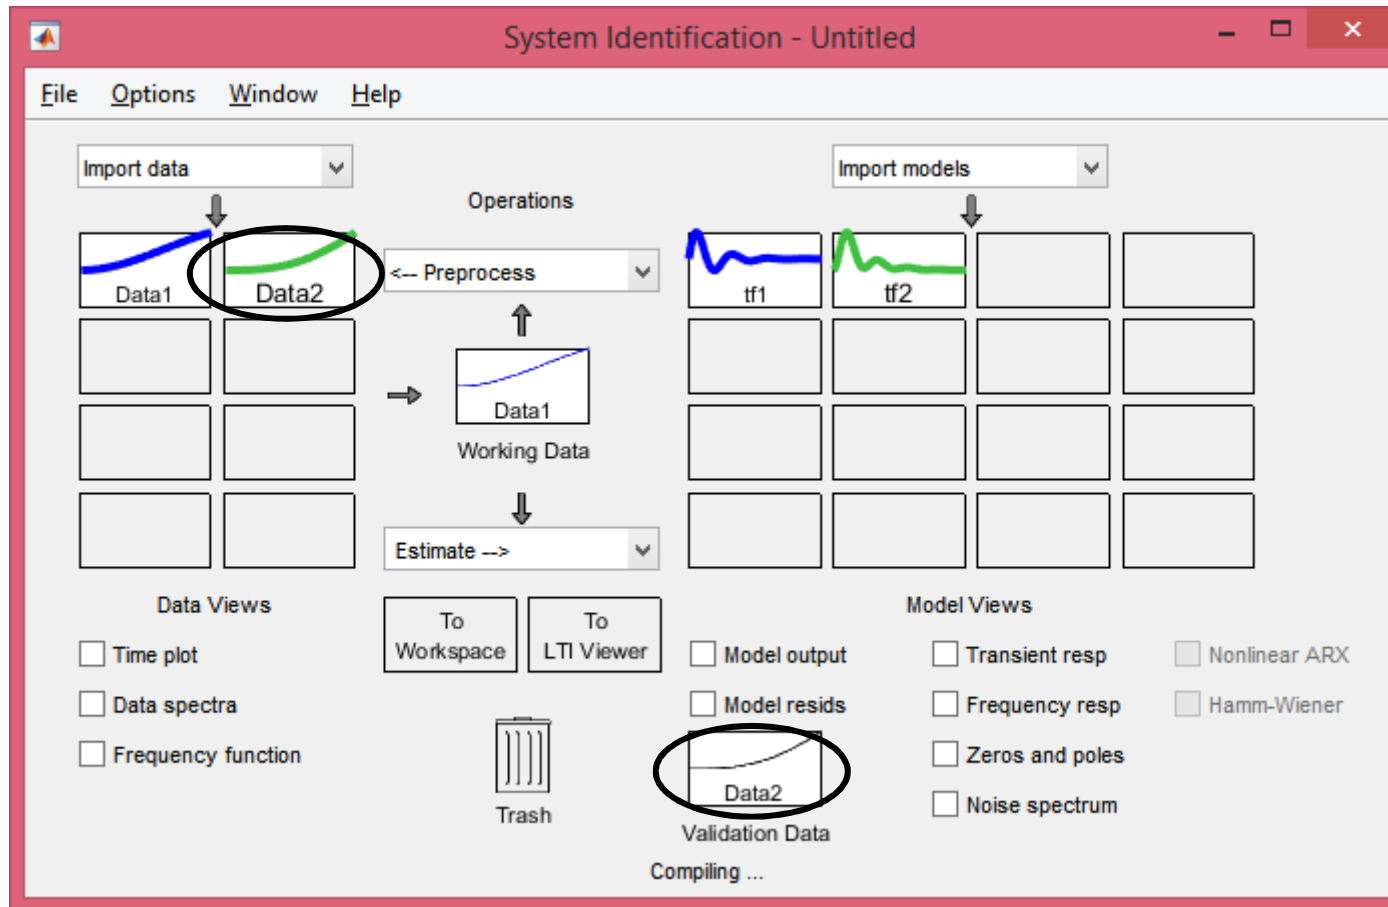 System Identification - Untitled
File Options Window Help
Import data
Import models
Operations
Data1
Data2
<-- Preprocess
tf1
tf2
Data1
Working Data
Estimate -->
Data Views
To Workspace
To LTI Viewer
Model Views
Time plot
Data spectra
Frequency function
Trash
Model output
Model resids
Data2
Validation Data
Transient resp
Frequency resp
Zeros and poles
Noise spectrum
Nonlinear ARX
Hamm-Wiener
Compiling ...